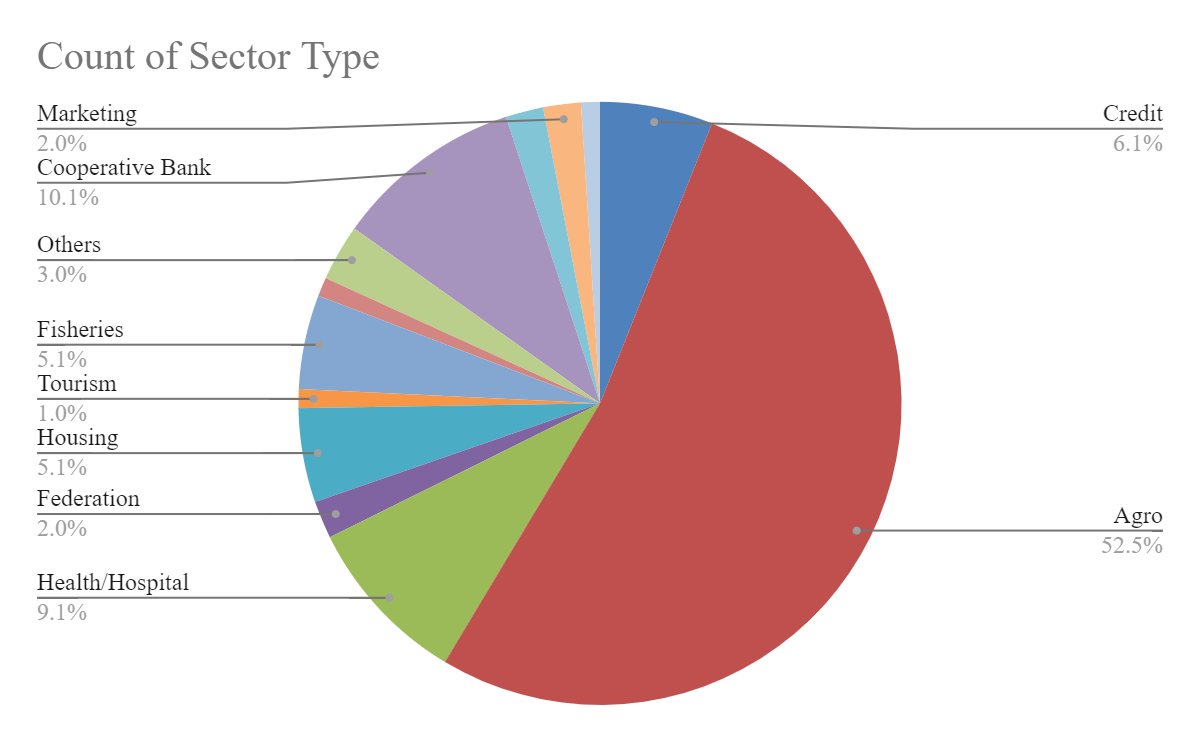 Count of Sector Type
Marketing
2.0%
Cooperative Bank
10.1%
Others
3.0%
Fisheries
5.1%
Tourism
1.0%
Housing
5.1%
Federation
2.0%
Health/Hospital
9.1%
Credit
6.1%
Agro
52.5%